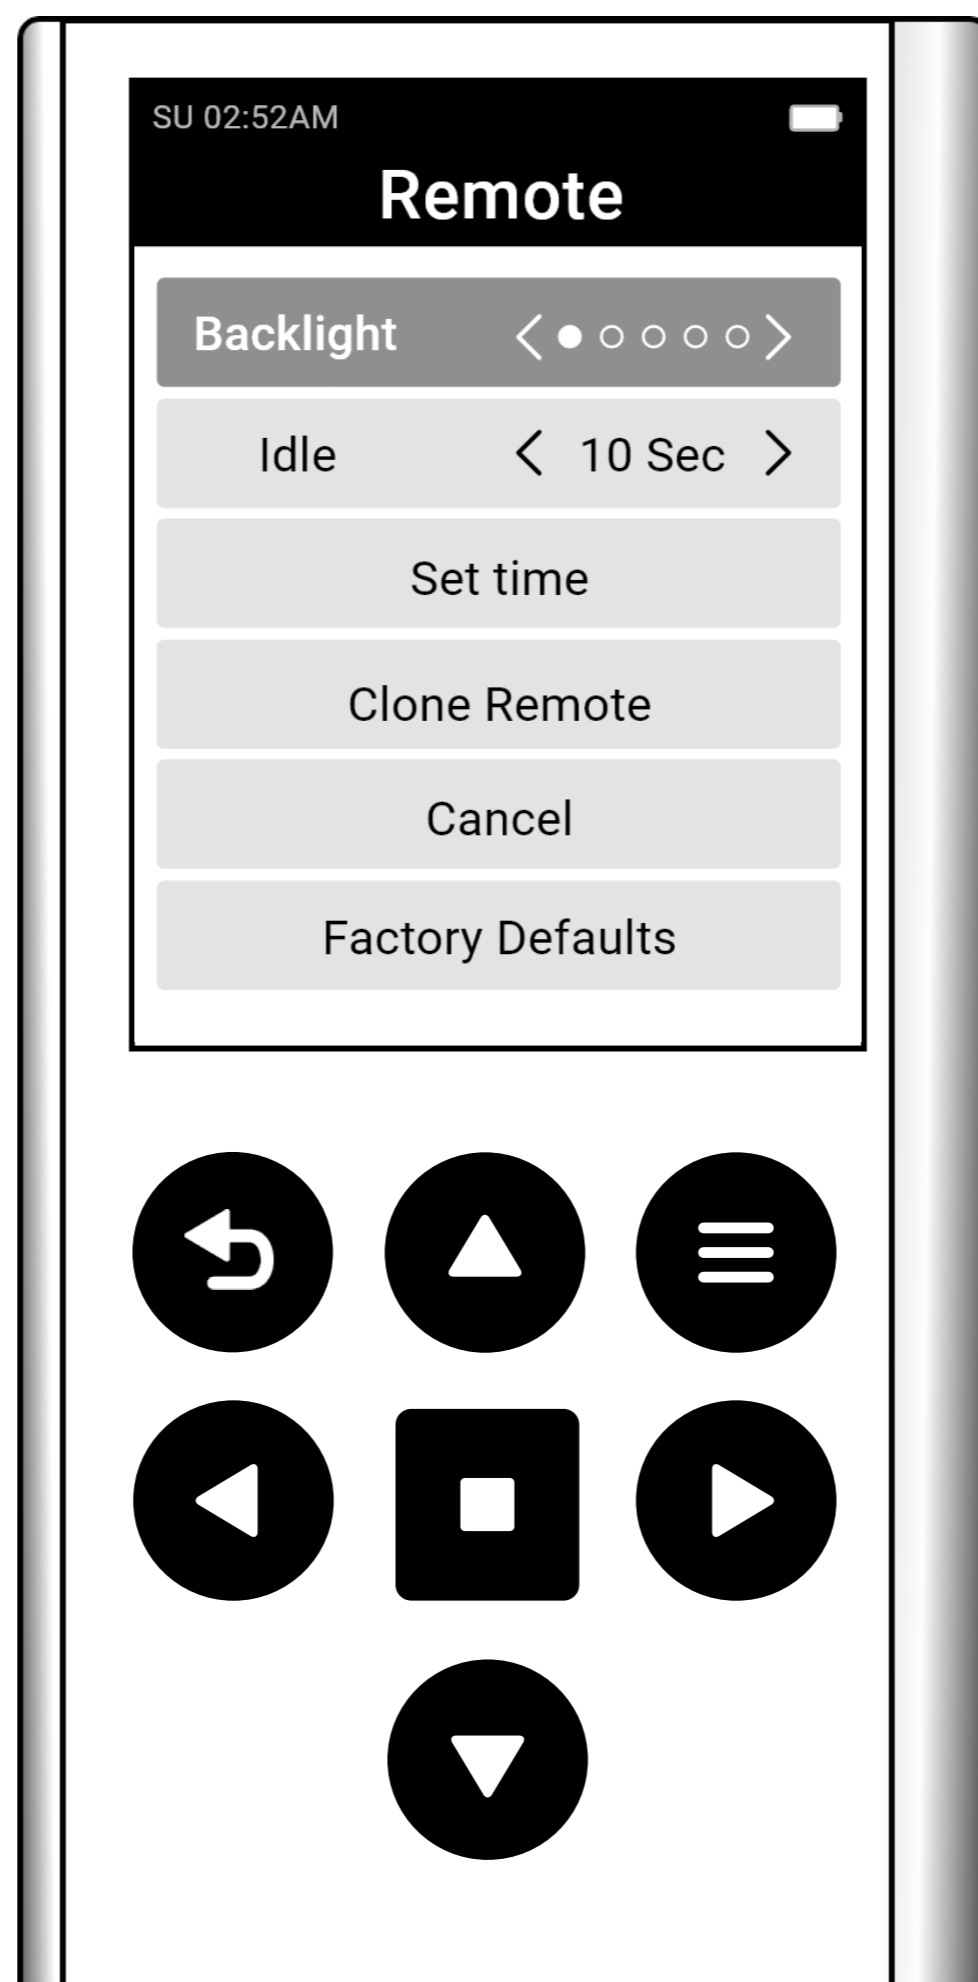 SU 02:52AM
Remote
Backlight
Idle 10 Sec
Set time
Clone Remote
Cancel
Factory Defaults